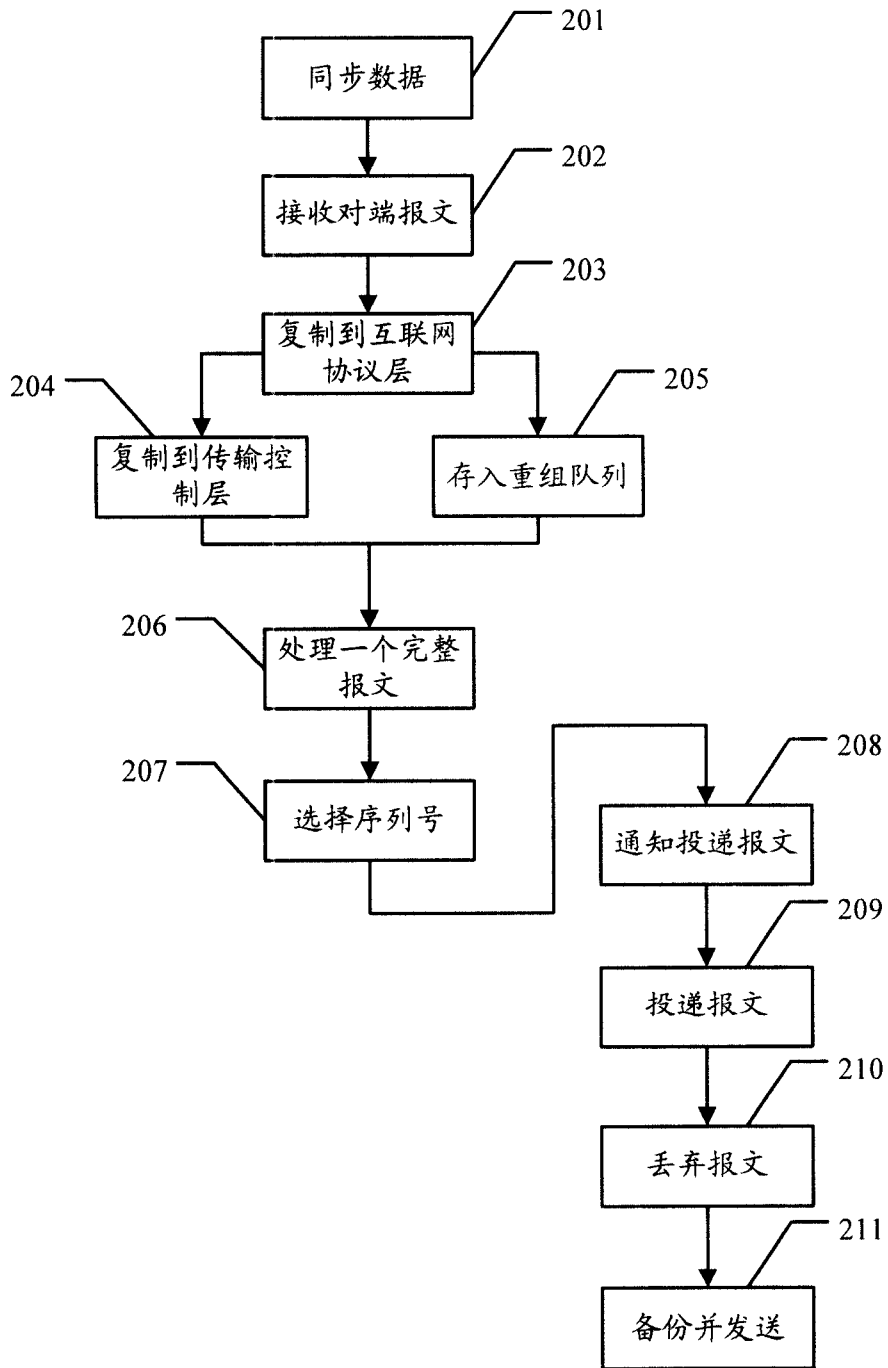 201
同步数据
202
接收对端报文
203
复制到互联网
协议层
204
205
复制到传输控
制层
存入重组队列
206
处理一个完整
报文
207
选择序列号
208
通知投递报文
209
投递报文
210
丢弃报文
211
备份并发送